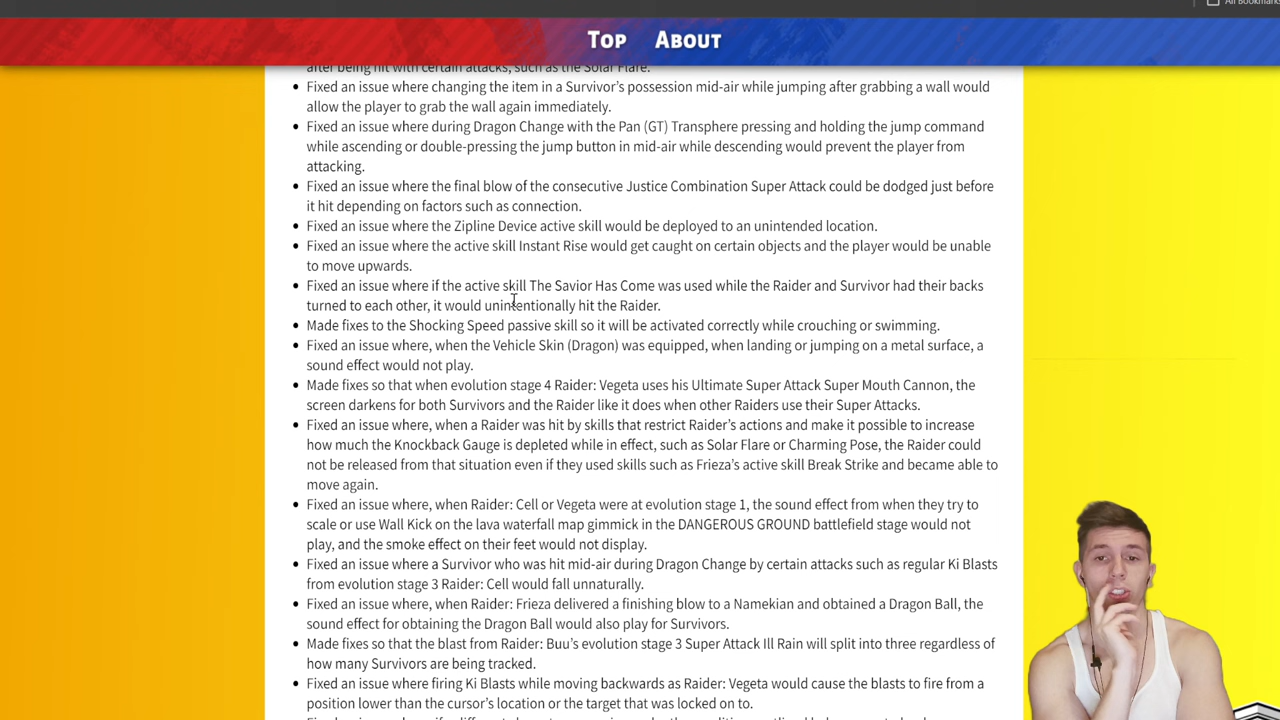 All Bookmarks
Top About
after being hit with certain attacks, such as the Solar Flare.
Fixed an issue where changing the item in a Survivor's possession mid-air while jumping after grabbing a wall would
allow the player to grab the wall again immediately.
Fixed an issue where during Dragon Change with the Pan (GT) Transphere pressing and holding the jump command
while ascending or double-pressing the jump button in mid-air while descending would prevent the player from
attacking.
Fixed an issue where the final blow of the consecutive Justice Combination Super Attack could be dodged just before
it hit depending on factors such as connection.
Fixed an issue where the Zipline Device active skill would be deployed to an unintended location.
Fixed an issue where the active skill Instant Rise would get caught on certain objects and the player would be unable
to move upwards.
Fixed an issue where if the active skill The Savior Has Come was used while the Raider and Survivor had their backs
turned to each other, it would unintentionally hit the Raider.
Made fixes to the Shocking Speed passive skill so it will be activated correctly while crouching or swimming.
Fixed an issue where, when the Vehicle Skin (Dragon) was equipped, when landing or jumping on a metal surface, a
sound effect would not play.
Made fixes so that when evolution stage 4 Raider: Vegeta uses his Ultimate Super Attack Super Mouth Cannon, the
screen darkens for both Survivors and the Raider like it does when other Raiders use their Super Attacks.
Fixed an issue where, when a Raider was hit by skills that restrict Raider's actions and make it possible to increase
how much the Knockback Gauge is depleted while in effect, such as Solar Flare or Charming Pose, the Raider could
not be released from that situation even if they used skills such as Frieza's active skill Break Strike and became able to
move again.
Fixed an issue where, when Raider: Cell or Vegeta were at evolution stage 1, the sound effect from when they try to
scale or use Wall Kick on the lava waterfall map gimmick in the DANGEROUS GROUND battlefield stage would not
play, and the smoke effect on their feet would not display.
Fixed an issue where a Survivor who was hit mid-air during Dragon Change by certain attacks such as regular Ki Blasts
from evolution stage 3 Raider: Cell would fall unnaturally.
Fixed an issue where, when Raider: Frieza delivered a finishing blow to a Namekian and obtained a Dragon Ball, the
sound effect for obtaining the Dragon Ball would also play for Survivors.
Made fixes so that the blast from Raider: Buu's evolution stage 3 Super Attack Ill Rain will split into three regardless of
how many Survivors are being tracked.
Fixed an issue where firing Ki Blasts while moving backwards as Raider: Vegeta would cause the blasts to fire from a
position lower than the cursor's location or the target that was locked on to.